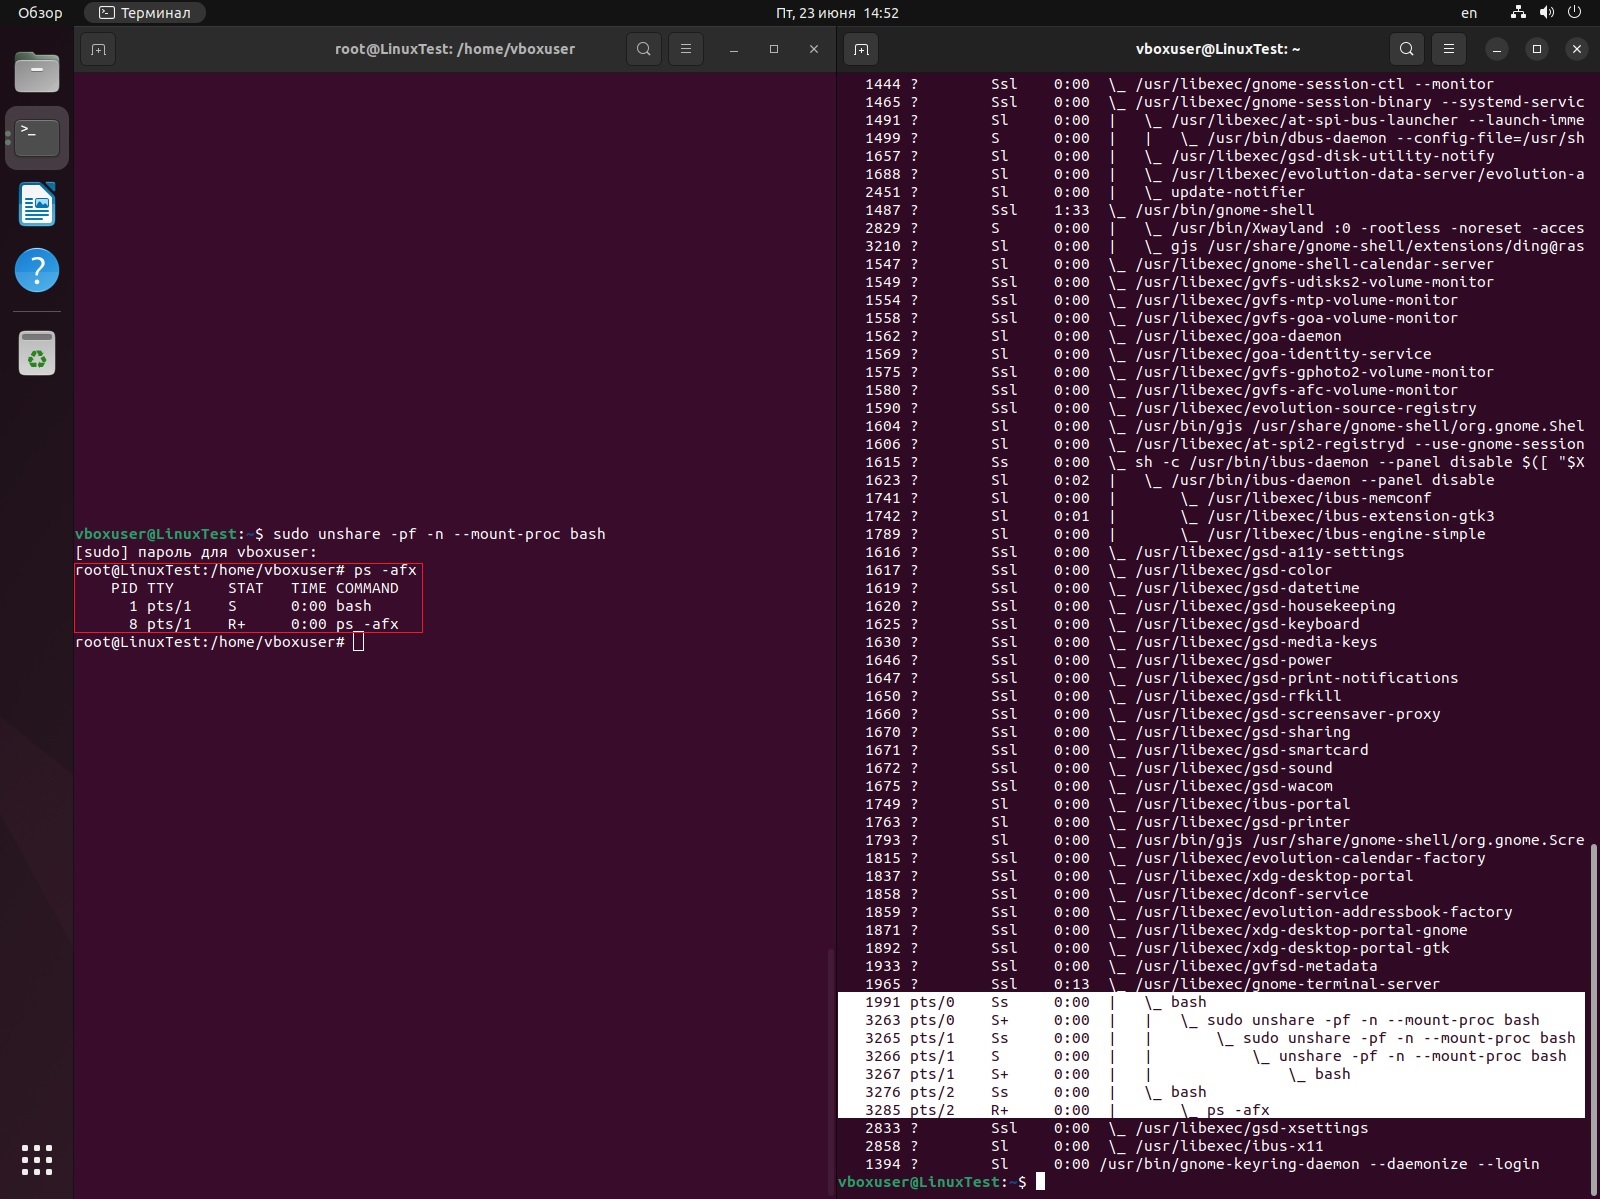 Обзор
Терминал
Пт, 23 июня 14:52
en
root@LinuxTest: /home/vboxuser
vboxuser@LinuxTest:~$ sudo unshare -pf -n --mount-proc bash
[sudo] пароль для vboxuser:
root@LinuxTest:/home/vboxuser# ps -afx
PID TTY STAT TIME COMMAND
1 pts/1 S 0:00 bash
8 pts/1 R+ 0:00 ps -afx
root@LinuxTest:/home/vboxuser#
vboxuser@LinuxTest: ~
1444 ? Ssl 0:00 \_ /usr/libexec/gnome-session-ctl --monitor
1465 ? Ssl 0:00 \_ /usr/libexec/gnome-session-binary --systemd-servic
1491 ? Sl 0:00 | \_ /usr/libexec/at-spi-bus-launcher --launch-imme
1499 ? S 0:00 | | \_ /usr/bin/dbus-daemon --config-file=/usr/sh
1657 ? Sl 0:00 | \_ /usr/libexec/gsd-disk-utility-notify
1688 ? Sl 0:00 | \_ /usr/libexec/evolution-data-server/evolution-a
2451 ? Sl 0:00 | \_ update-notifier
1487 ? Ssl 1:33 \_ /usr/bin/gnome-shell
2829 ? S 0:00 | \_ /usr/bin/Xwayland :0 -rootless -noreset -acces
3210 ? Sl 0:00 | \_ gjs /usr/share/gnome-shell/extensions/ding@ras
1547 ? Sl 0:00 \_ /usr/libexec/gnome-shell-calendar-server
1549 ? Ssl 0:00 \_ /usr/libexec/gvfs-udisks2-volume-monitor
1554 ? Ssl 0:00 \_ /usr/libexec/gvfs-mtp-volume-monitor
1558 ? Ssl 0:00 \_ /usr/libexec/gvfs-goa-volume-monitor
1562 ? Sl 0:00 \_ /usr/libexec/goa-daemon
1569 ? Sl 0:00 \_ /usr/libexec/goa-identity-service
1575 ? Ssl 0:00 \_ /usr/libexec/gvfs-gphoto2-volume-monitor
1580 ? Ssl 0:00 \_ /usr/libexec/gvfs-afc-volume-monitor
1590 ? Ssl 0:00 \_ /usr/libexec/evolution-source-registry
1604 ? Sl 0:00 \_ /usr/bin/gjs /usr/share/gnome-shell/org.gnome.Shel
1606 ? Sl 0:00 \_ /usr/libexec/at-spi2-registryd --use-gnome-session
1615 ? Ss 0:00 \_ sh -c /usr/bin/ibus-daemon --panel disable $([ "$X
1623 ? Sl 0:02 | \_ /usr/bin/ibus-daemon --panel disable
1741 ? Sl 0:00 | \_ /usr/libexec/ibus-memconf
1742 ? Sl 0:01 | \_ /usr/libexec/ibus-extension-gtk3
1789 ? Sl 0:00 | \_ /usr/libexec/ibus-engine-simple
1616 ? Ssl 0:00 \_ /usr/libexec/gsd-a11y-settings
1617 ? Ssl 0:00 \_ /usr/libexec/gsd-color
1619 ? Ssl 0:00 \_ /usr/libexec/gsd-datetime
1620 ? Ssl 0:00 \_ /usr/libexec/gsd-housekeeping
1625 ? Ssl 0:00 \_ /usr/libexec/gsd-keyboard
1630 ? Ssl 0:00 \_ /usr/libexec/gsd-media-keys
1646 ? Ssl 0:00 \_ /usr/libexec/gsd-power
1647 ? Ssl 0:00 \_ /usr/libexec/gsd-print-notifications
1650 ? Ssl 0:00 \_ /usr/libexec/gsd-rfkill
1660 ? Ssl 0:00 \_ /usr/libexec/gsd-screensaver-proxy
1670 ? Ssl 0:00 \_ /usr/libexec/gsd-sharing
1671 ? Ssl 0:00 \_ /usr/libexec/gsd-smartcard
1672 ? Ssl 0:00 \_ /usr/libexec/gsd-sound
1675 ? Ssl 0:00 \_ /usr/libexec/gsd-wacom
1749 ? Sl 0:00 \_ /usr/libexec/ibus-portal
1763 ? Sl 0:00 \_ /usr/libexec/gsd-printer
1793 ? Sl 0:00 \_ /usr/bin/gjs /usr/share/gnome-shell/org.gnome.Scre
1815 ? Ssl 0:00 \_ /usr/libexec/evolution-calendar-factory
1837 ? Ssl 0:00 \_ /usr/libexec/xdg-desktop-portal
1858 ? Ssl 0:00 \_ /usr/libexec/dconf-service
1859 ? Ssl 0:00 \_ /usr/libexec/evolution-addressbook-factory
1871 ? Ssl 0:00 \_ /usr/libexec/xdg-desktop-portal-gnome
1892 ? Ssl 0:00 \_ /usr/libexec/xdg-desktop-portal-gtk
1933 ? Ssl 0:00 \_ /usr/libexec/gvfsd-metadata
1965 ? Ssl 0:13 \_ /usr/libexec/gnome-terminal-server
1991 pts/0 Ss 0:00 | \_ bash
3263 pts/0 S+ 0:00 | | \_ sudo unshare -pf -n --mount-proc bash
3265 pts/1 Ss 0:00 | | \_ sudo unshare -pf -n --mount-proc bash
3266 pts/1 S 0:00 | | \_ unshare -pf -n --mount-proc bash
3267 pts/1 S+ 0:00 | | \_ bash
3276 pts/2 Ss 0:00 | \_ bash
3285 pts/2 R+ 0:00 | \_ ps -afx
2833 ? Ssl 0:00 \_ /usr/libexec/gsd-xsettings
2858 ? Sl 0:00 \_ /usr/libexec/ibus-x11
1394 ? Sl 0:00 /usr/bin/gnome-keyring-daemon --daemonize --login
vboxuser@LinuxTest:~$